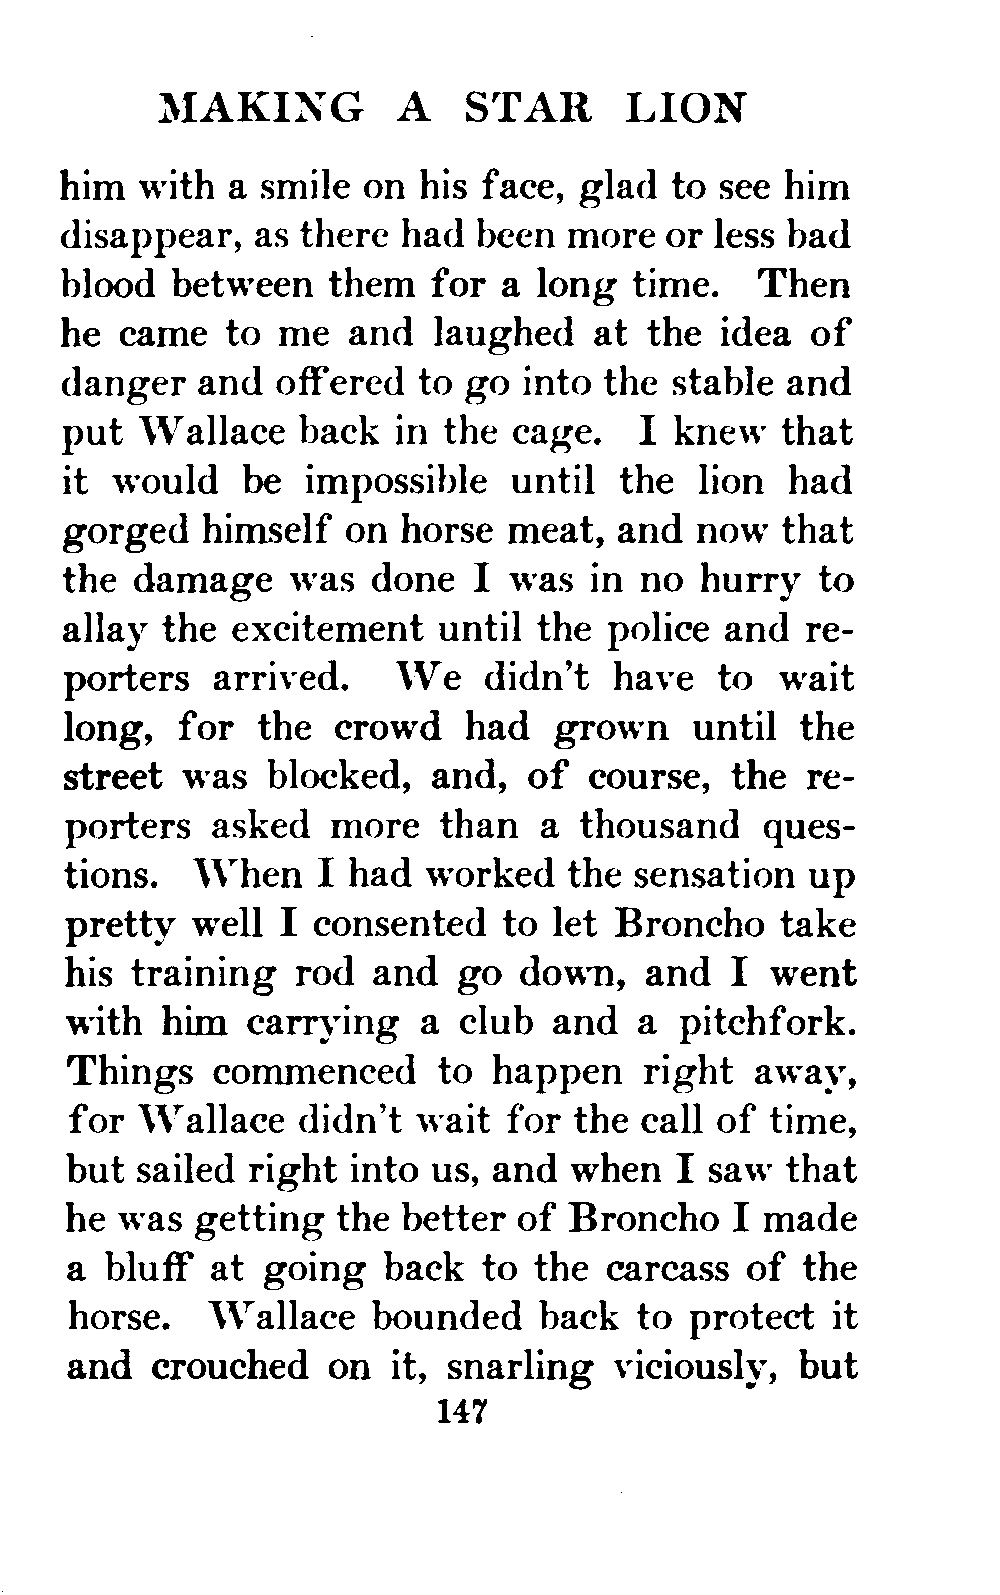 MAKING A STAR LION
him with a smile on his face, glad to see him
disappear, as there had been more or less bad
blood between them for a long time. Then
he came to me and laughed at the idea of
danger and offered to go into the stable and
put Wallace back in the cage. I knew that
it would be impossible until the lion had
gorged himself on horse meat, and now that
the damage was done I was in no hurry to
allay the excitement until the police and re-
porters arrived. We didn't have to wait
long, for the crowd had grown until the
street was blocked, and, of course, the re-
porters asked more than a thousand ques-
tions. When I had worked the sensation up
pretty well I consented to let Broncho take
his training rod and go down, and I went
with him carrying a club and a pitchfork.
Things commenced to happen right away,
for Wallace didn't wait for the call of time,
but sailed right into us, and when I saw that
he was getting the better of Broncho I made
a bluff at going back to the carcass of the
horse. Wallace bounded back to protect it
and crouched on it, snarling viciously, but
147